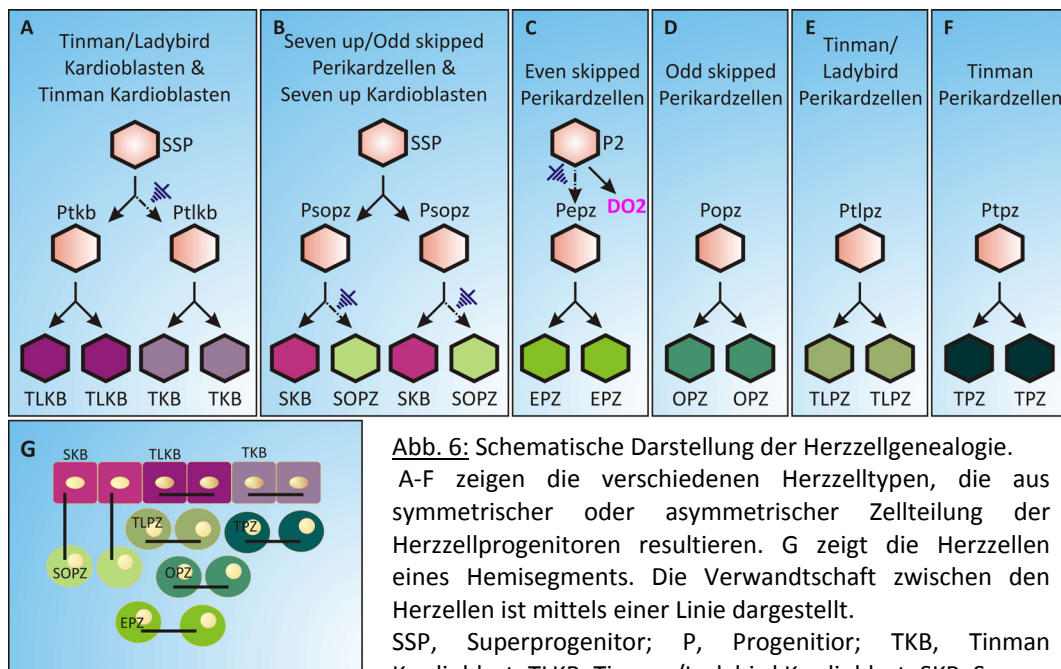 A
Tinman/Ladybird
Kardioblasten &
Tinman Kardioblasten
SSP
Ptkb Ptlkb
TLKB TLKB TKB TKB
B
Seven up/Odd skipped
Perikardzellen &
Seven up Kardioblasten
SSP
Psopz Psopz
SKB SOPZ SKB SOPZ
C
Even skipped
Perikardzellen
P2
DO2
Pepz
EPZ EPZ
D
Odd skipped
Perikardzellen
Popz
OPZ OPZ
E
Tinman/
Ladybird
Perikardzellen
Ptlpz
TLPZ TLPZ
F
Tinman
Perikardzellen
Ptpz
TPZ TPZ
G
SKB TLKB TKB
TLPZ TPZ
SOPZ OPZ
EPZ
Abb. 6: Schematische Darstellung der Herzzellgenealogie.
A-F zeigen die verschiedenen Herzzelltypen, die aus
symmetrischer oder asymmetrischer Zellteilung der
Herzzellprogenitoren resultieren. G zeigt die Herzzellen
eines Hemisegments. Die Verwandtschaft zwischen den
Herzellen ist mittels einer Linie dargestellt.
SSP, Superprogenitor; P, Progenitior; TKB, Tinman